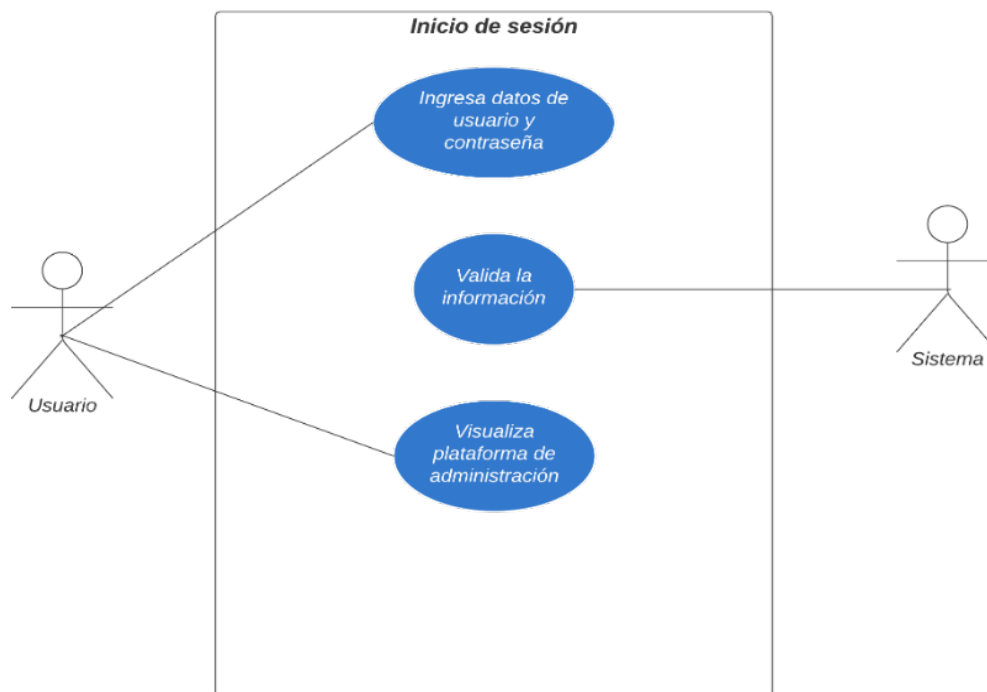 Inicio de sesión
Ingresa datos de
usuario y
contraseña
Valida la
información
Sistema
Usuario
Visualiza
plataforma de
administración